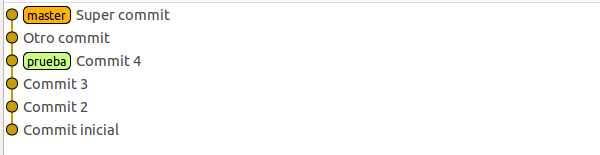 master Super commit
Otro commit
prueba Commit 4
Commit 3
Commit 2
Commit inicial